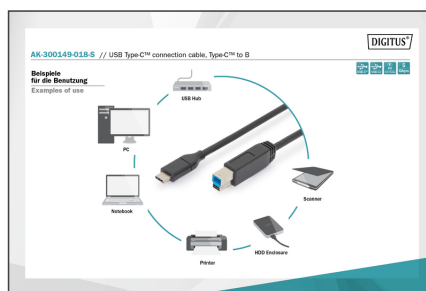 DIGITUS®
AK-300149-018-S // USB Type-C™ connection cable, Type-C™ to B
Beispiele
für die Benutzung
Examples of use
USB Hub
PC
Notebook
Scanner
Printer
HDD Enclosure